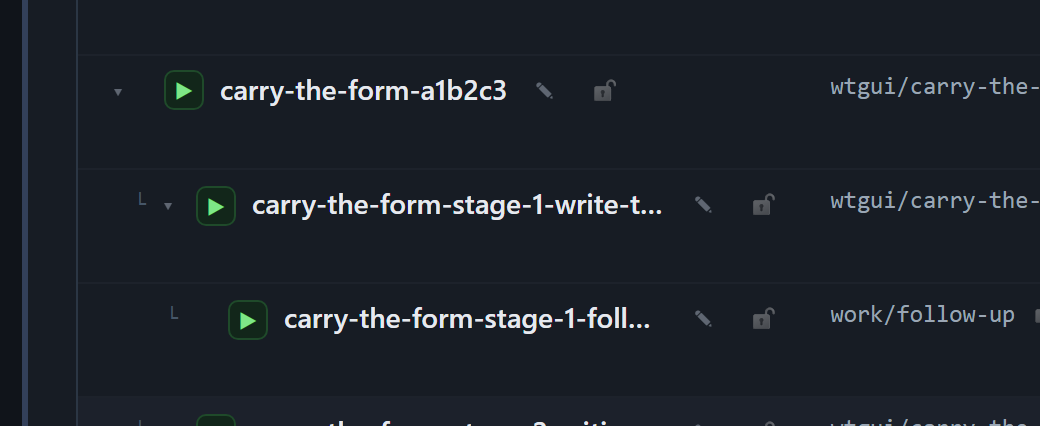 carry-the-form-a1b2c3 wtgui/carry-the-
carry-the-form-stage-1-write-t... wtgui/carry-the-
carry-the-form-stage-1-foll... work/follow-up